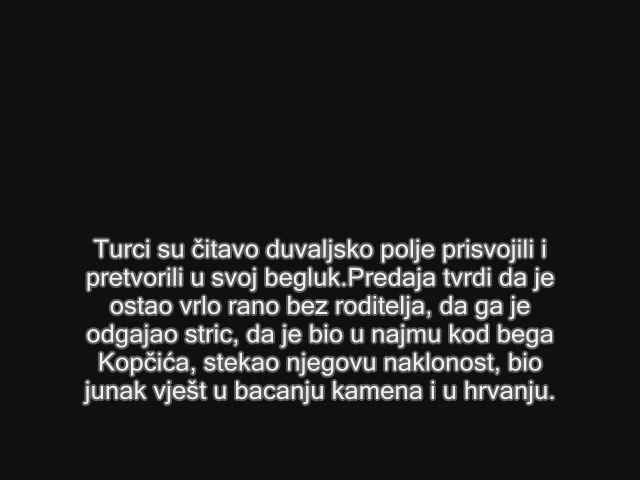 Turci su čitavo duvaljsko polje prisvojili i
pretvorili u svoj begluk.Predaja tvrdi da je
ostao vrlo rano bez roditelja, da ga je
odgajao stric, da je bio u najmu kod bega
Kopčića, stekao njegovu naklonost, bio
junak vješt u bacanju kamena i u hrvanju.